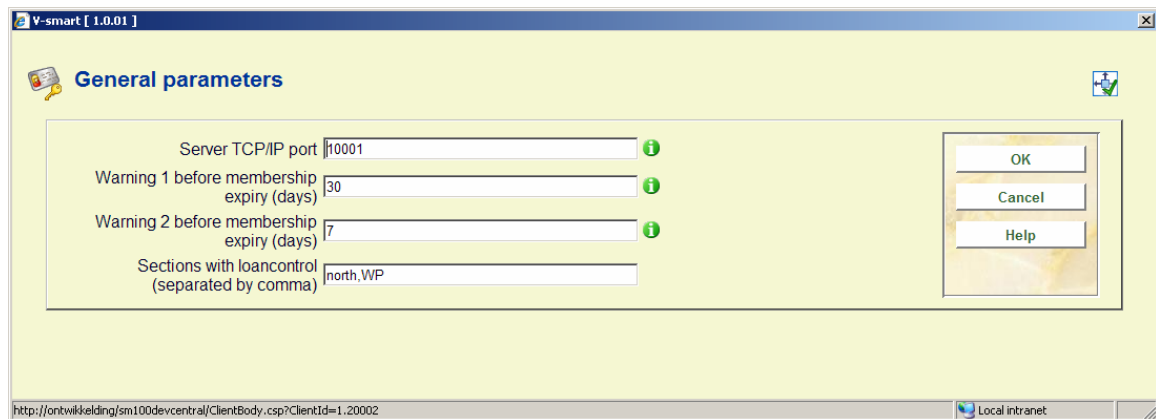 V-smart [ 1.0.01 ]
General parameters
Server TCP/IP port 10001
Warning 1 before membership
expiry (days) 30
Warning 2 before membership
expiry (days) 7
Sections with loancontrol
(separated by comma) north,WP
OK
Cancel
Help
http://ontwikkelding/sm100devcentral/ClientBody.csp?ClientId=1.20002
Local intranet